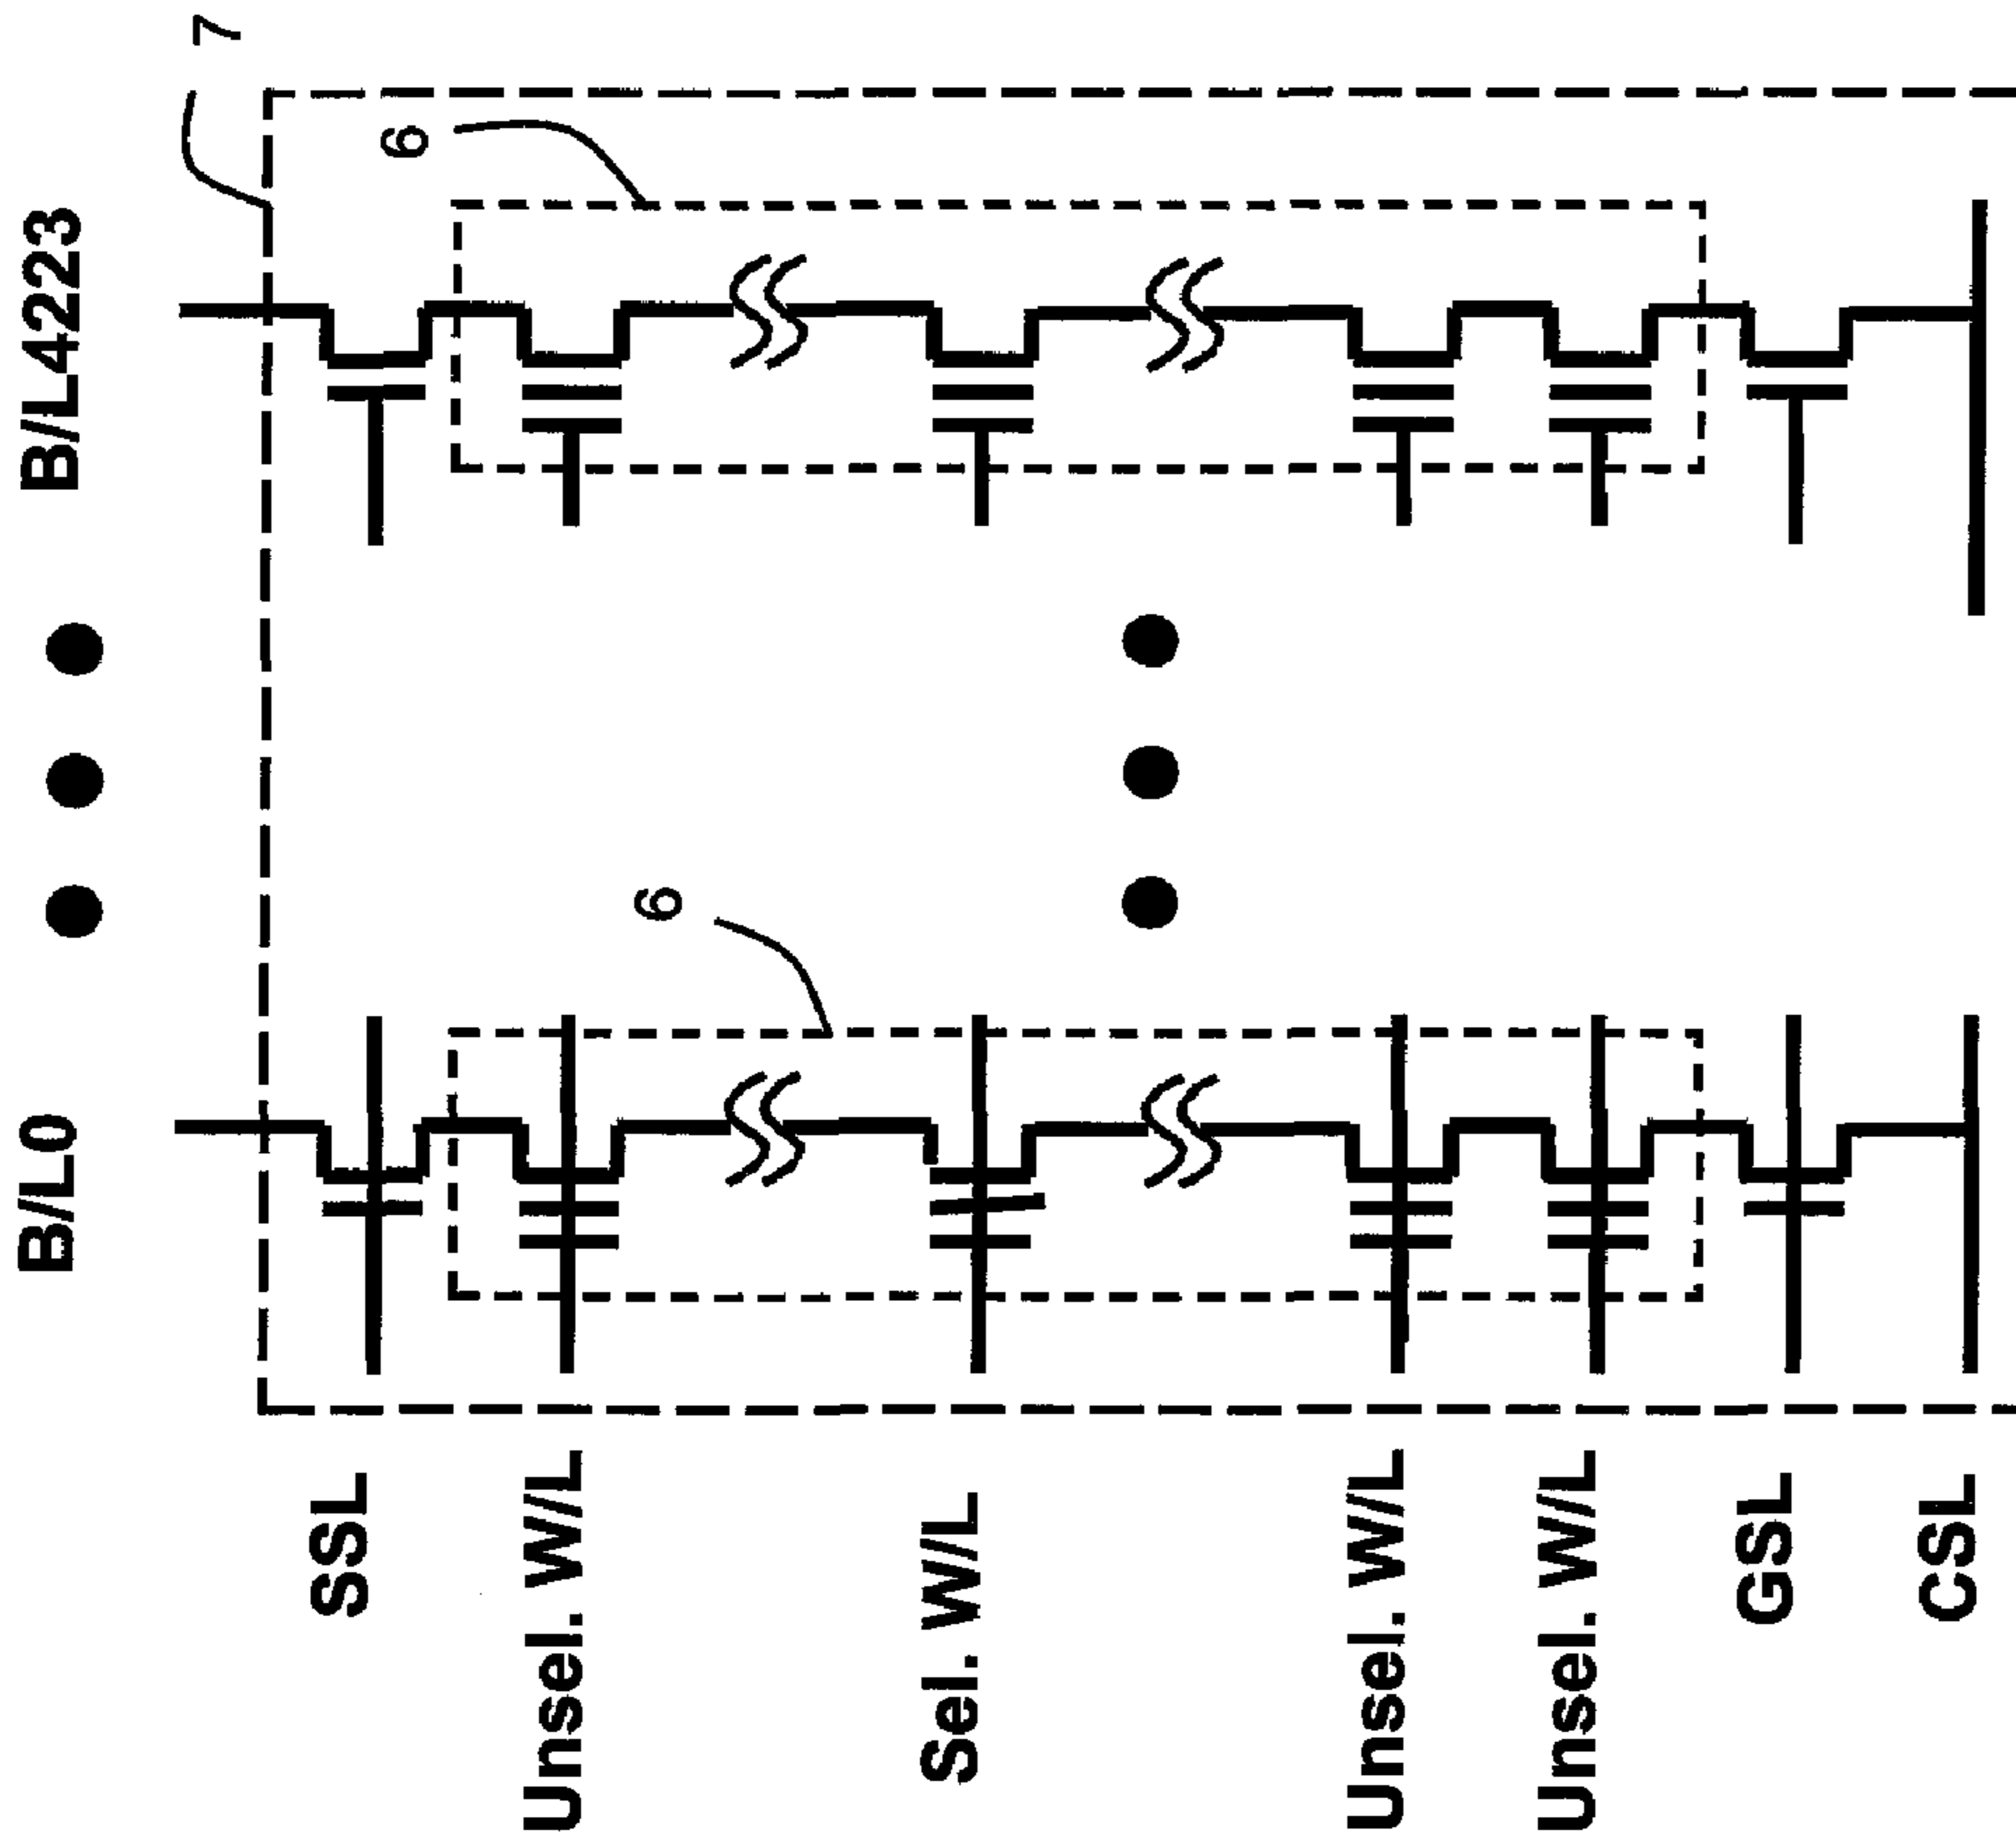 B/L0
B/L4223
7
6
6
SSL
Unsel. W/L
Sel. W/L
Unsel. W/L
Unsel. W/L
GSL
CSL